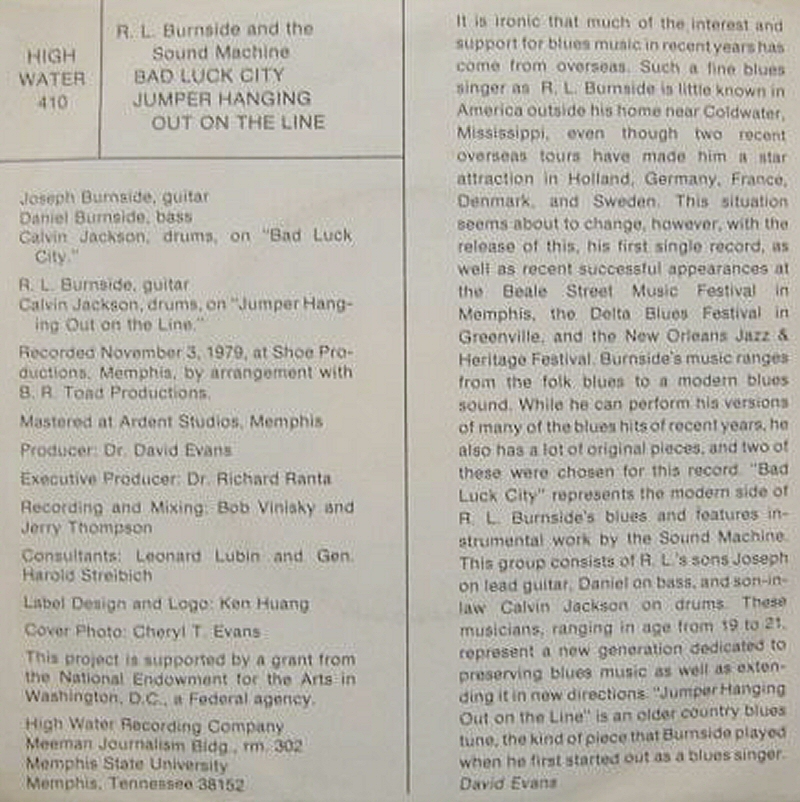 HIGH
WATER
410
R. L. Burnside and the
Sound Machine
BAD LUCK CITY
JUMPER HANGING
OUT ON THE LINE
Joseph Burnside, guitar
Daniel Burnside, bass
Calvin Jackson, drums, on "Bad Luck
City."
R. L. Burnside, guitar
Calvin Jackson, drums, on "Jumper Hang-
ing Out on the Line."
Recorded November 3, 1979, at Shoe Pro-
ductions, Memphis, by arrangement with
B. R. Toad Productions.
Mastered at Ardent Studios, Memphis
Producer: Dr. David Evans
Executive Producer: Dr. Richard Ranta
Recording and Mixing: Bob Vinisky and
Jerry Thompson
Consultants: Leonard Lubin and Gen.
Harold Streibich
Label Design and Logo: Ken Huang
Cover Photo: Cheryl T. Evans
This project is supported by a grant from
the National Endowment for the Arts in
Washington, D.C., a Federal agency.
High Water Recording Company
Meeman Journalism Bldg., rm. 302
Memphis State University
Memphis, Tennessee 38152
It is ironic that much of the interest and
support for blues music in recent years has
come from overseas. Such a fine blues
singer as R. L. Burnside is little known in
America outside his home near Coldwater,
Mississippi, even though two recent
overseas tours have made him a star
attraction in Holland, Germany, France,
Denmark, and Sweden. This situation
seems about to change, however, with the
release of this, his first single record, as
well as recent successful appearances at
the Beale Street Music Festival in
Memphis, the Delta Blues Festival in
Greenville, and the New Orleans Jazz &
Heritage Festival. Burnside's music ranges
from the folk blues to a modern blues
sound. While he can perform his versions
of many of the blues hits of recent years, he
also has a lot of original pieces, and two of
these were chosen for this record. "Bad
Luck City" represents the modern side of
R. L. Burnside's blues and features in-
strumental work by the Sound Machine.
This group consists of R. L.'s sons Joseph
on lead guitar, Daniel on bass, and son-in-
law Calvin Jackson on drums. These
musicians, ranging in age from 19 to 21,
represent a new generation dedicated to
preserving blues music as well as exten-
ding it in new directions. "Jumper Hanging
Out on the Line" is an older country blues
tune, the kind of piece that Burnside played
when he first started out as a blues singer.
David Evans